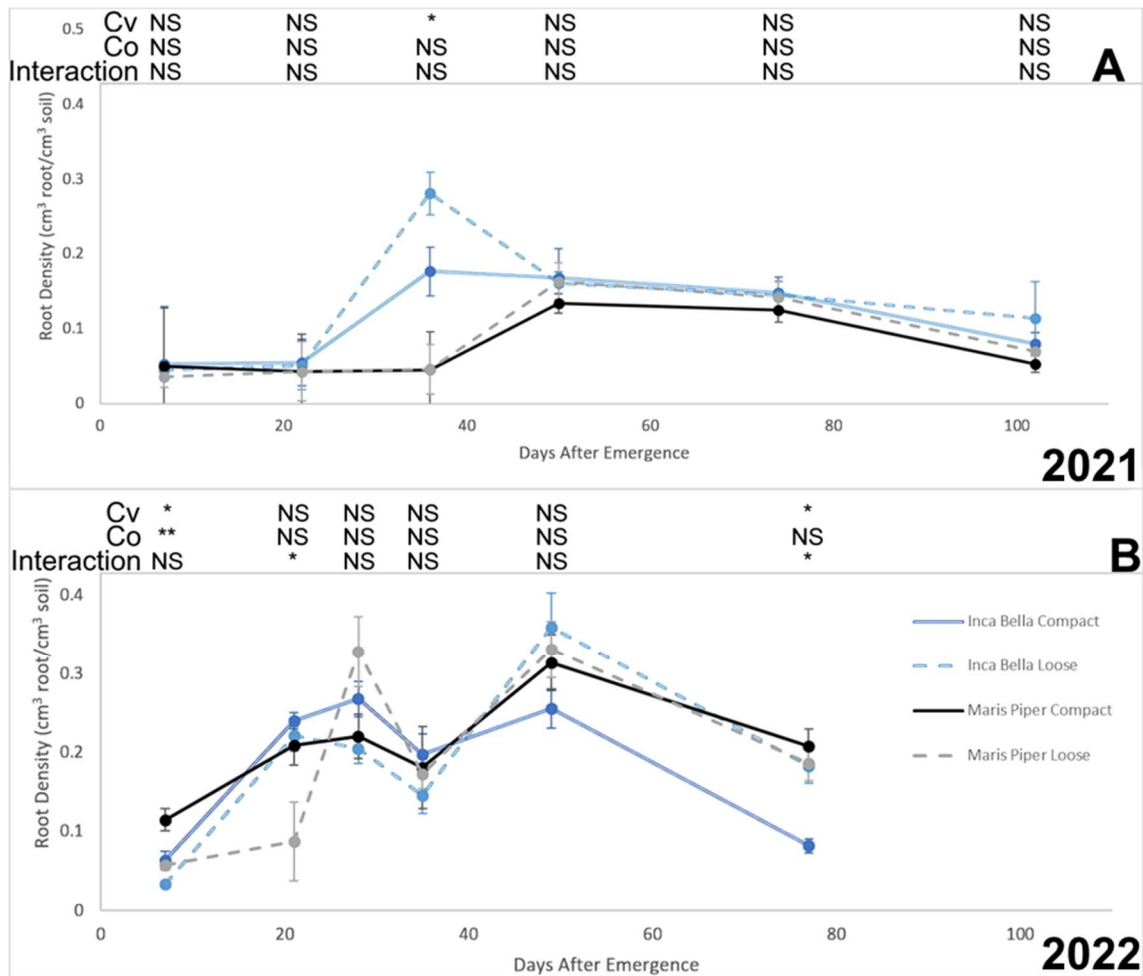 Cv NS NS * NS NS NS
0.5
Co NS NS NS NS NS NS
Interaction NS NS NS NS NS NS
A
0.4
0.3
0.2
0.1
0
Root Density (cm³ root/cm³ soil)
0 20 40 60 80 100
Days After Emergence
2021
Cv * NS NS NS NS *
Co ** NS NS NS NS NS
Interaction NS * NS NS NS *
B
0.4
0.3
0.2
0.1
0
Root Density (cm³ root/cm³ soil)
Inca Bella Compact
Inca Bella Loose
Maris Piper Compact
Maris Piper Loose
0 20 40 60 80 100
Days After Emergence
2022